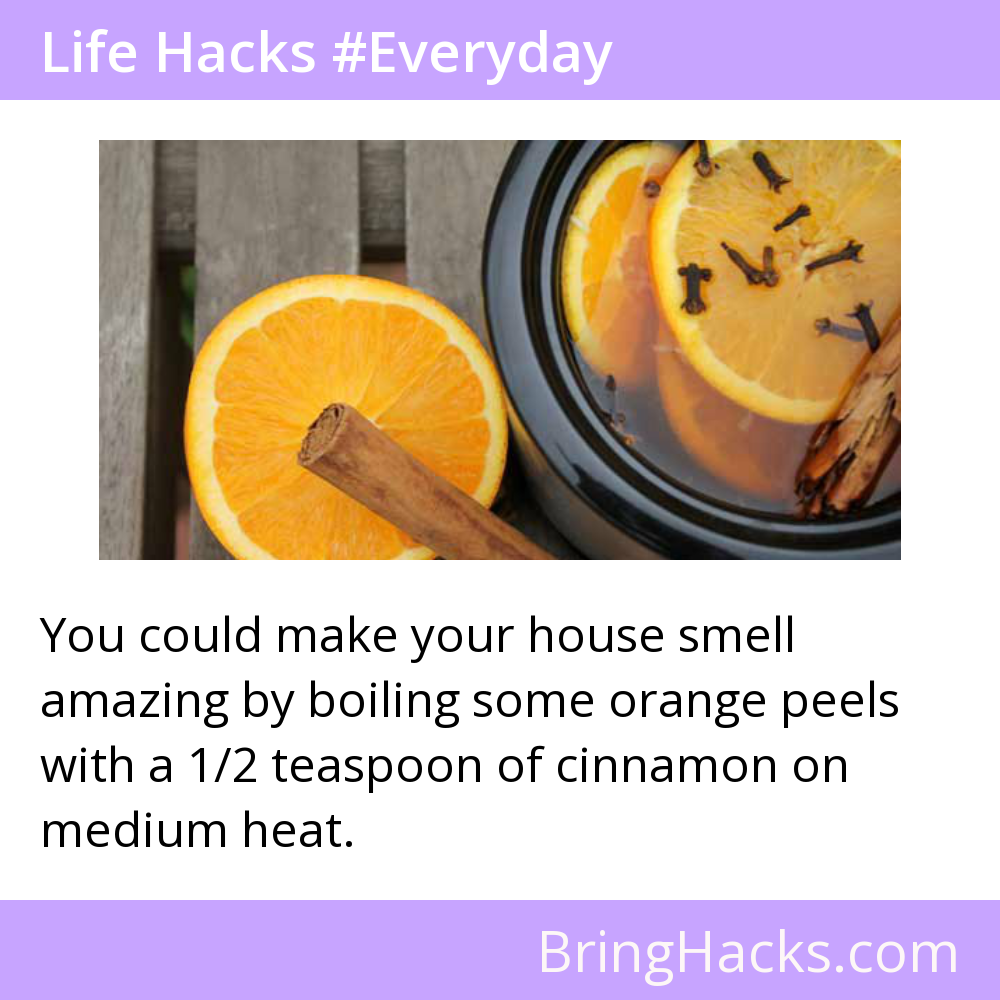 Life Hacks #Everyday
You could make your house smell
amazing by boiling some orange peels
with a 1/2 teaspoon of cinnamon on
medium heat.
BringHacks.com